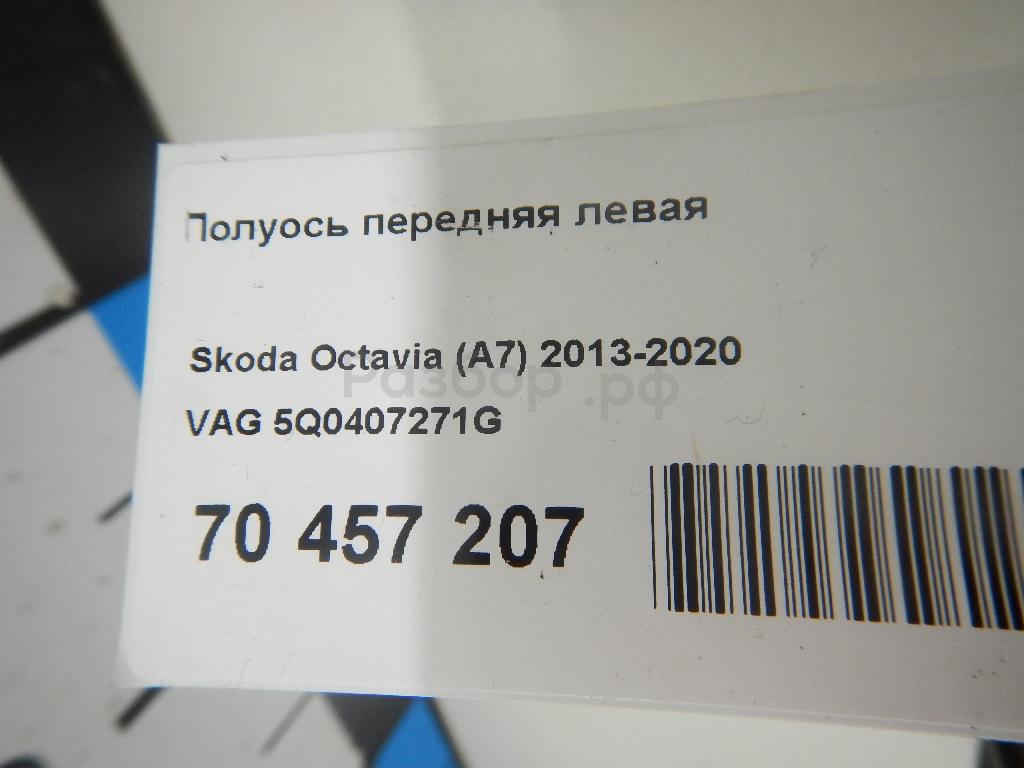 Полуось передняя левая
Skoda Octavia (A7) 2013-2020
Разбор.рф
VAG 5Q0407271G
70 457 207